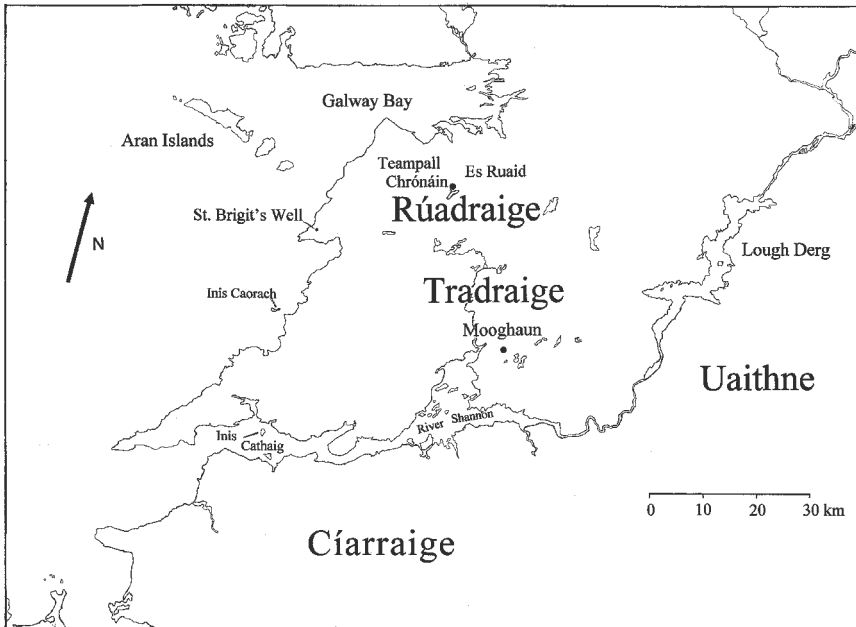 Galway Bay
Aran Islands
Teampall
Chrónáin
Es Ruaid
Rúadraige
St. Brigit's Well
N
Lough Derg
Inis Caorach
Tradraige
Mooghaun
Uaithne
River Shannon
Inis
Cathaig
0 10 20 30 km
Cíarraige